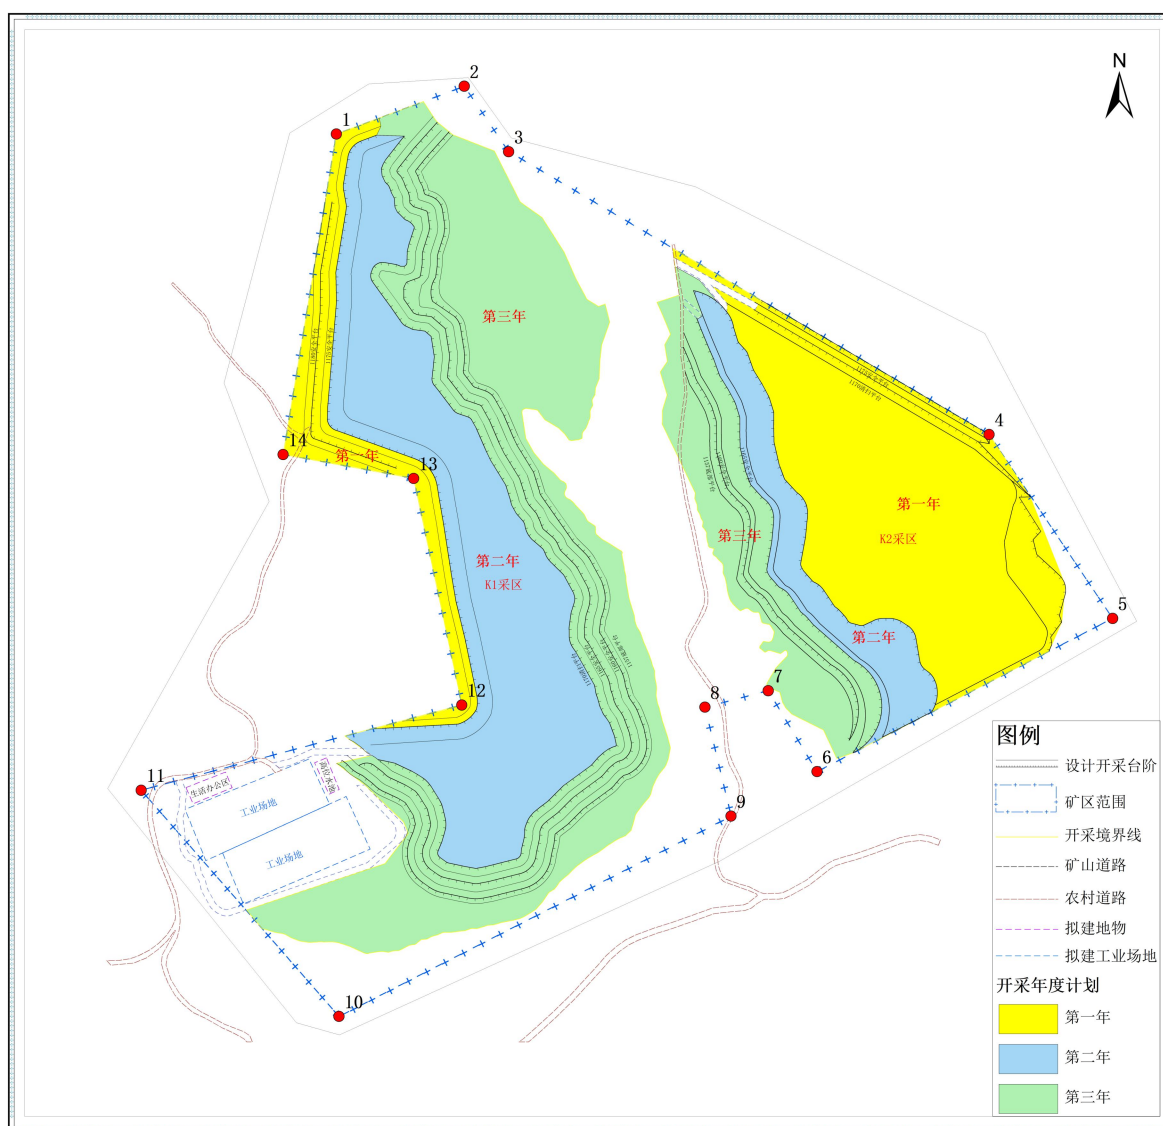 N
2
1
3
第三年
4
14
第一年
13
第一年
K2采区
第三年
第二年
K1采区
5
第二年
7
12
8
6
11
9
10
生活办公区
高位水池
工业场地
工业场地
图例
设计开采台阶
矿区范围
开采境界线
矿山道路
农村道路
拟建地物
拟建工业场地
开采年度计划
第一年
第二年
第三年